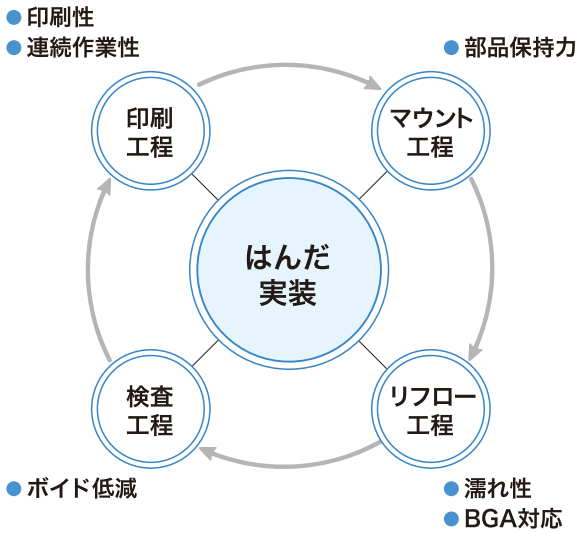 印刷性
連続作業性
部品保持力
印刷
工程
マウント
工程
はんだ
実装
検査
工程
リフロー
工程
ボイド低減
濡れ性
BGA対応